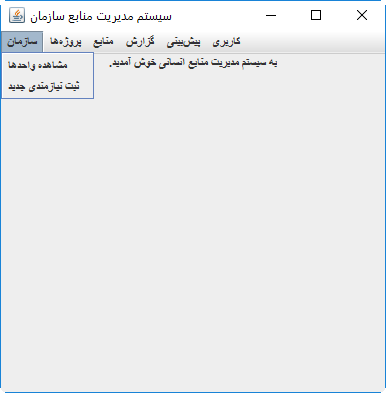 سیستم مدیریت منابع سازمان
سازمان پروژه‌ها منابع گزارش پیش‌بینی کاربری
مشاهده واحدها
ثبت نیازمندی جدید
به سیستم مدیریت منابع انسانی خوش آمدید.